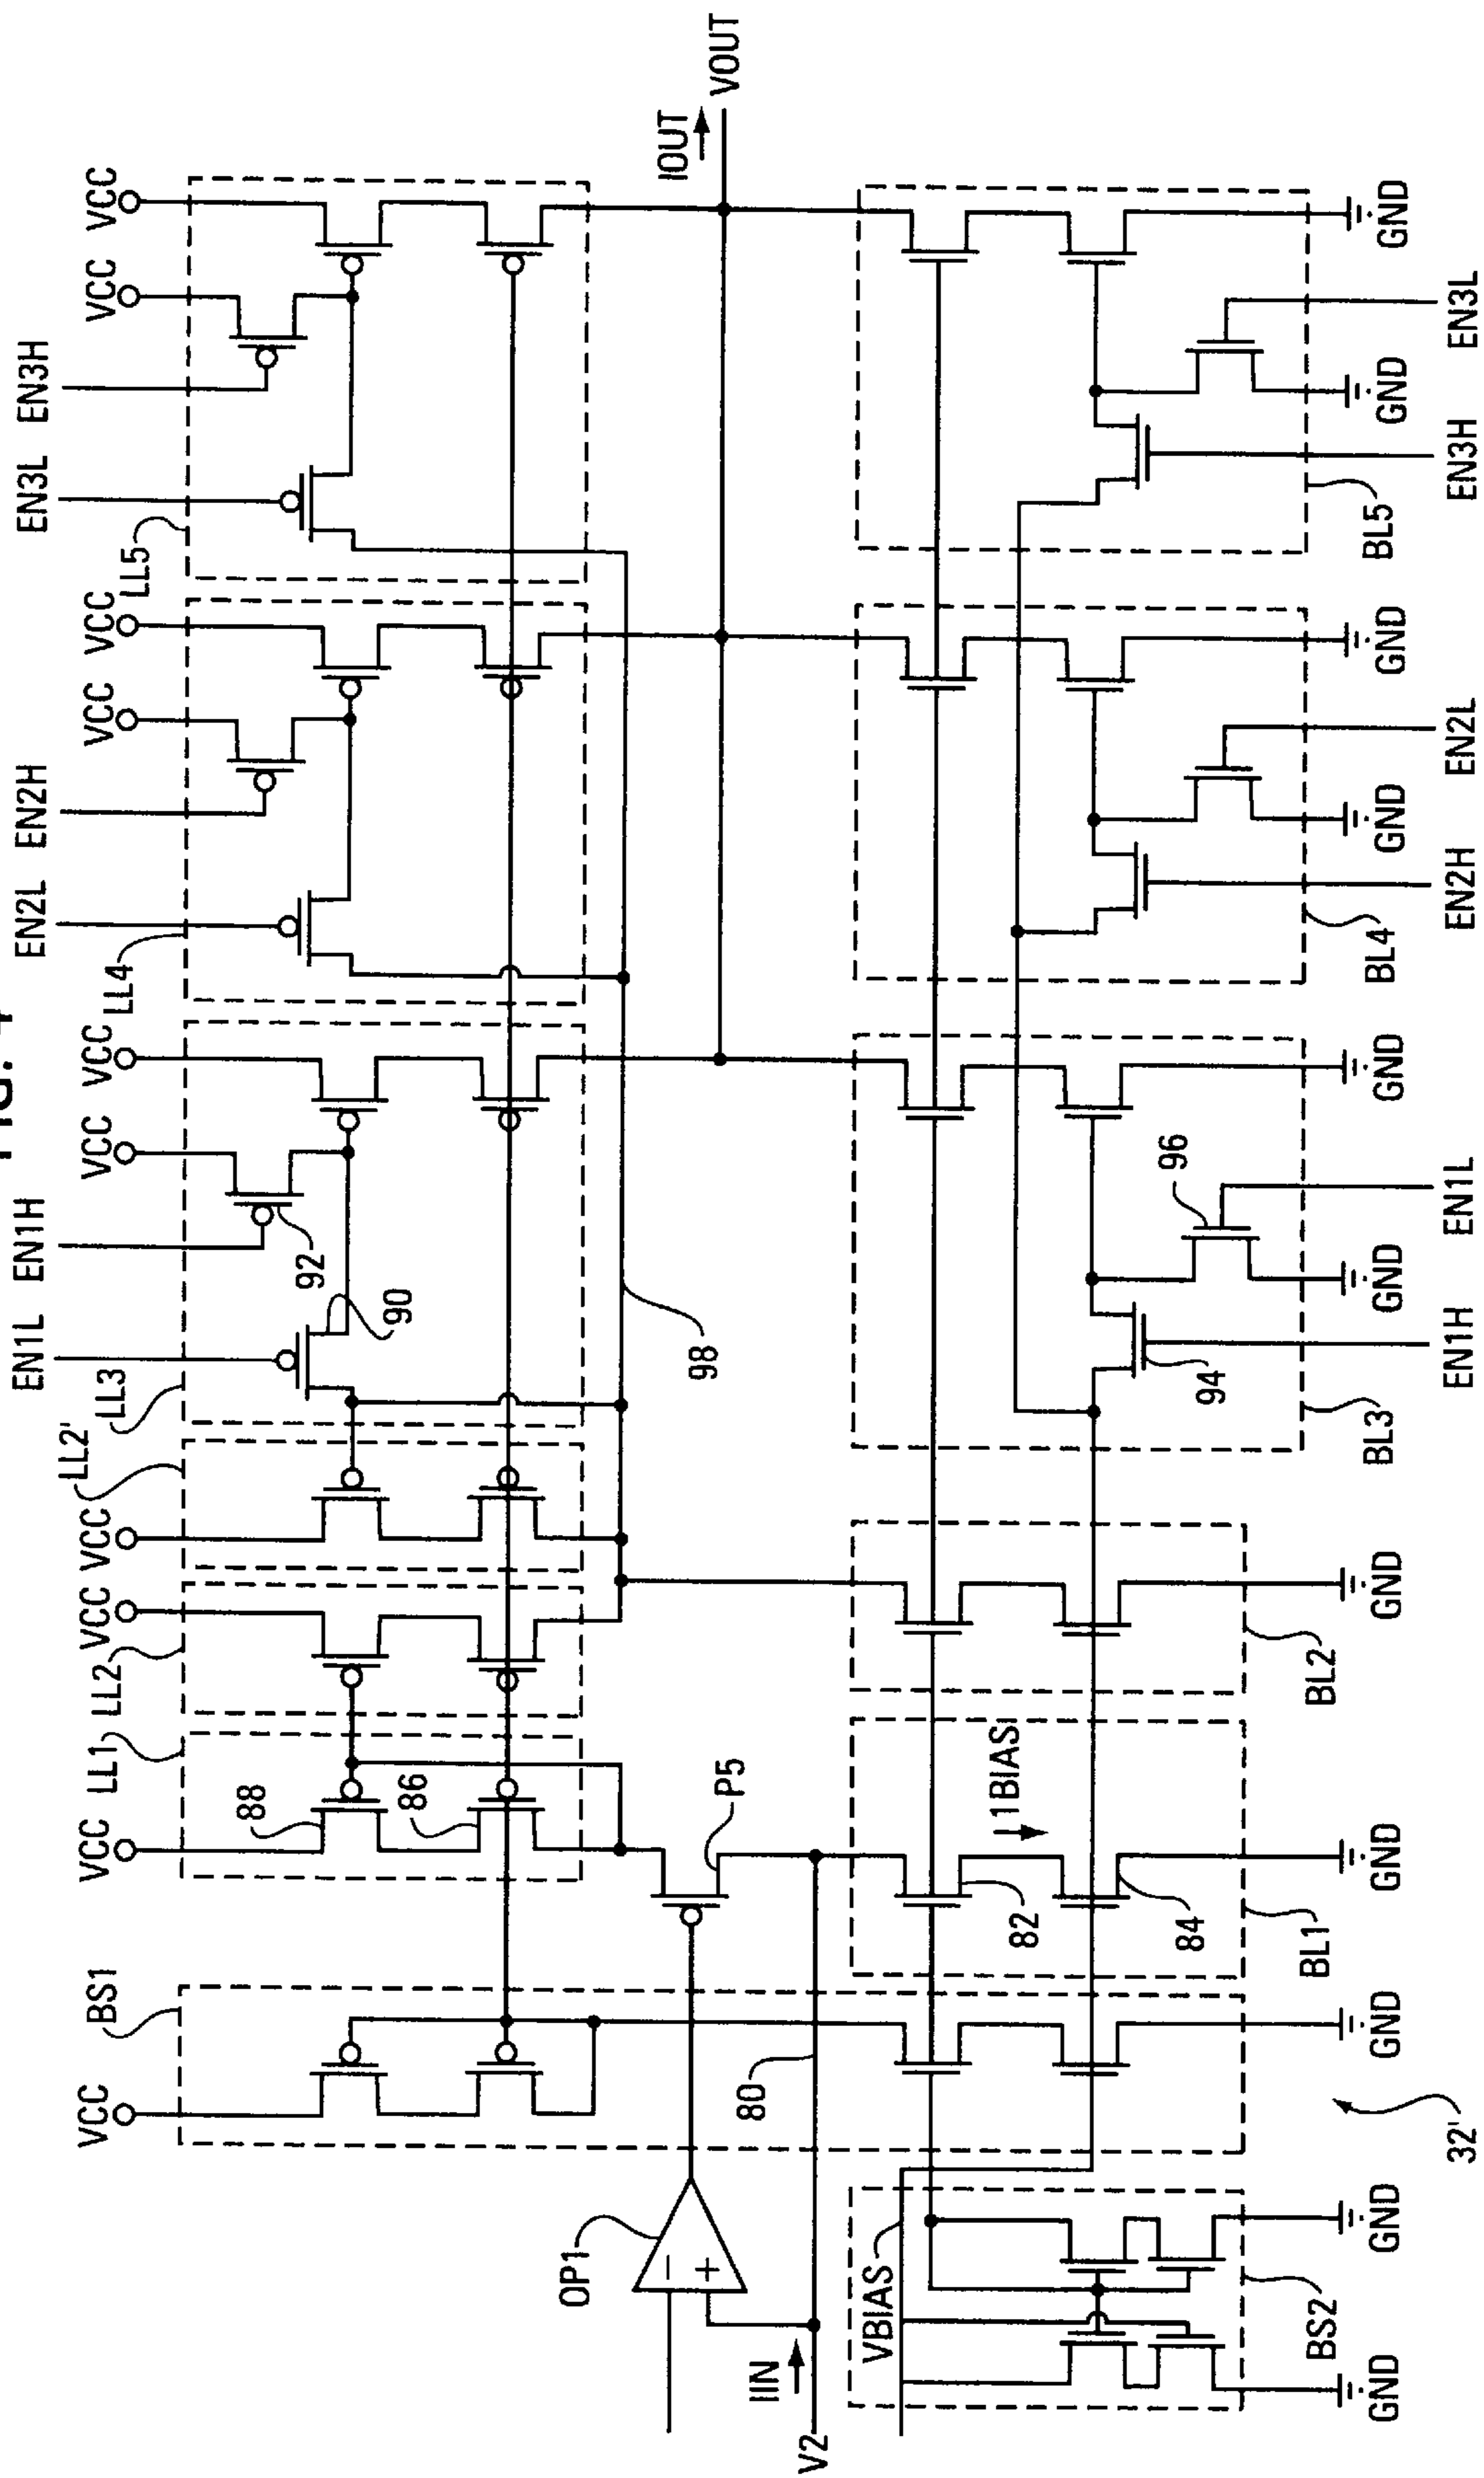 FIG. 4
EN1L
EN1H
EN2L
EN2H
EN3L
EN3H
VCC
BS1
VCC
LL1
88
86
LL2
VCC
VCC
LL2'
LL3
90
92
VCC
VCC
LL4
VCC
VCC
LL5
VCC
VCC
98
IOUT
VOUT
OP1
−
+
P5
IIN
V2
80
VBIAS
BS2
GND
GND
GND
82
I1BIAS
84
BL1
GND
BL2
GND
94
96
BL3
GND
GND
EN1H
EN1L
BL4
GND
GND
EN2H
EN2L
BL5
GND
GND
EN3H
EN3L
32'